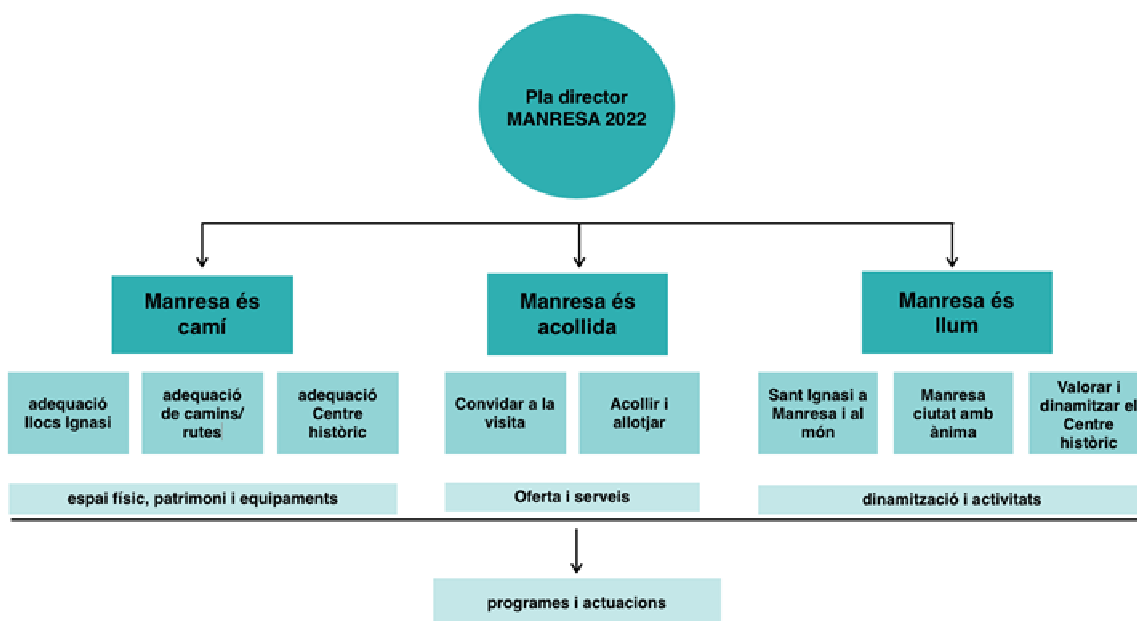 Pla director
MANRESA 2022
Manresa és
camí
Manresa és
acollida
Manresa és
llum
adequació
llocs Ignasi
adequació
de camins/
rutes
adequació
Centre
històric
Convidar a la
visita
Acollir i
allotjar
Sant Ignasi a
Manresa i al
món
Manresa
ciutat amb
ànima
Valorar i
dinamitzar el
Centre
històric
espai físic, patrimoni i equipaments
Oferta i serveis
dinamització i activitats
programes i actuacions